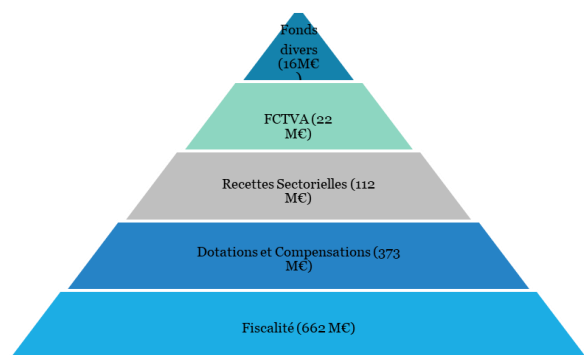 Fonds
divers
(16M€
)
FCTVA (22
M€)
Recettes Sectorielles (112
M€)
Dotations et Compensations (373
M€)
Fiscalité (662 M€)